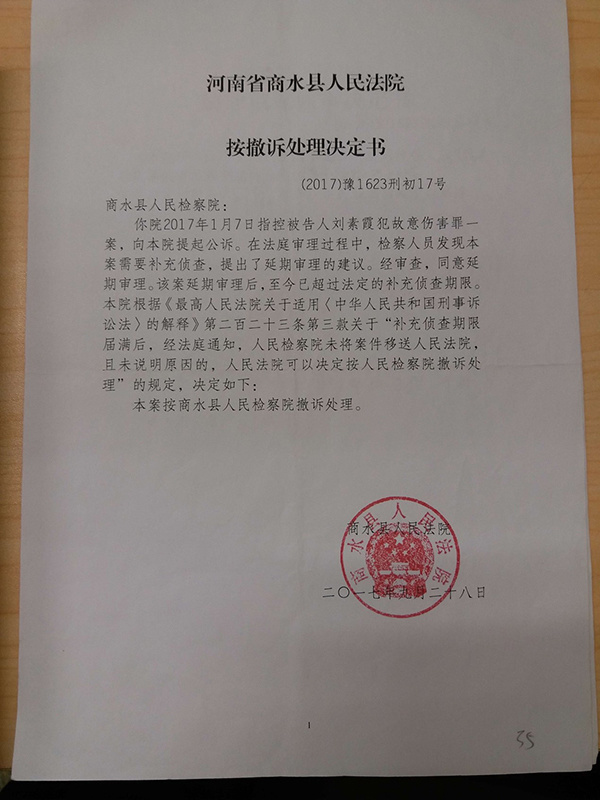 河南省商水县人民法院
按撤诉处理决定书
(2017)豫1623刑初17号
商水县人民检察院:
你院2017年1月7日指控被告人刘素霞犯故意伤害罪一
案,向本院提起公诉。在法庭审理过程中,检察人员发现本
案需要补充侦查,提出了延期审理的建议。经审查,同意延
期审理。该案延期审理后,至今已超过法定的补充侦查期限。
本院根据《最高人民法院关于适用〈中华人民共和国刑事诉
讼法〉的解释》第二百二十三条第三款关于“补充侦查期限
届满后,经法庭通知,人民检察院未将案件移送人民法院,
且未说明原因的,人民法院可以决定按人民检察院撤诉处
理”的规定,决定如下:
本案按商水县人民检察院撤诉处理。
商水县人民法院
商水县人民法院
二〇一七年九月二十八日
1
35